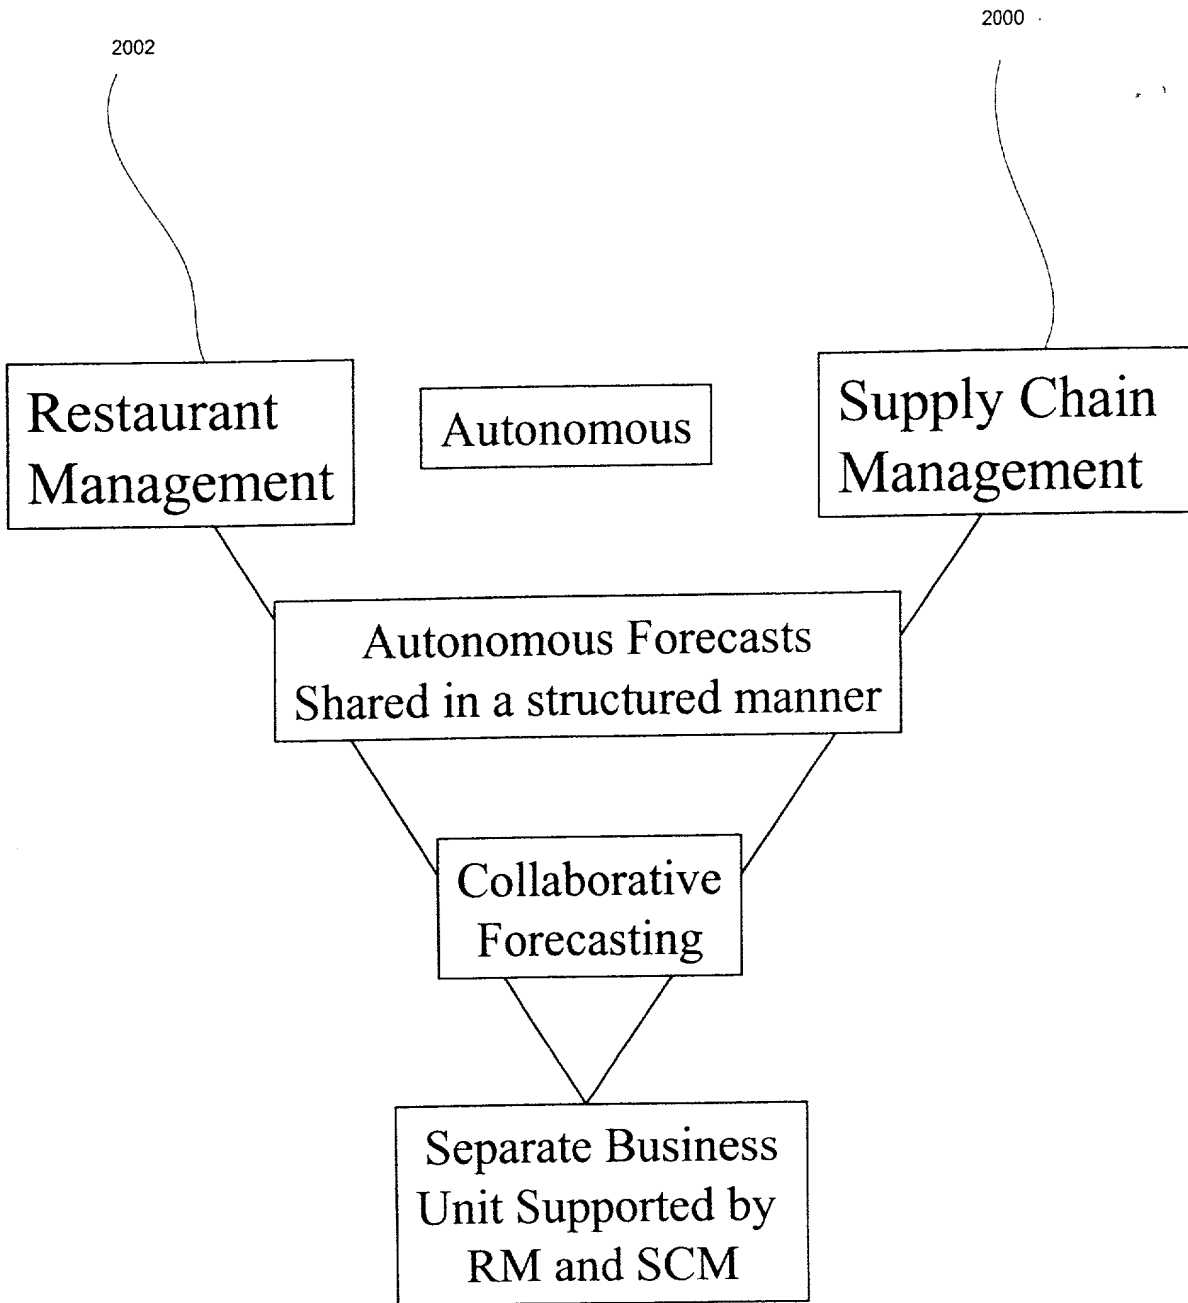 2002
2000
Restaurant
Management
Autonomous
Supply Chain
Management
Autonomous Forecasts
Shared in a structured manner
Collaborative
Forecasting
Separate Business
Unit Supported by
RM and SCM